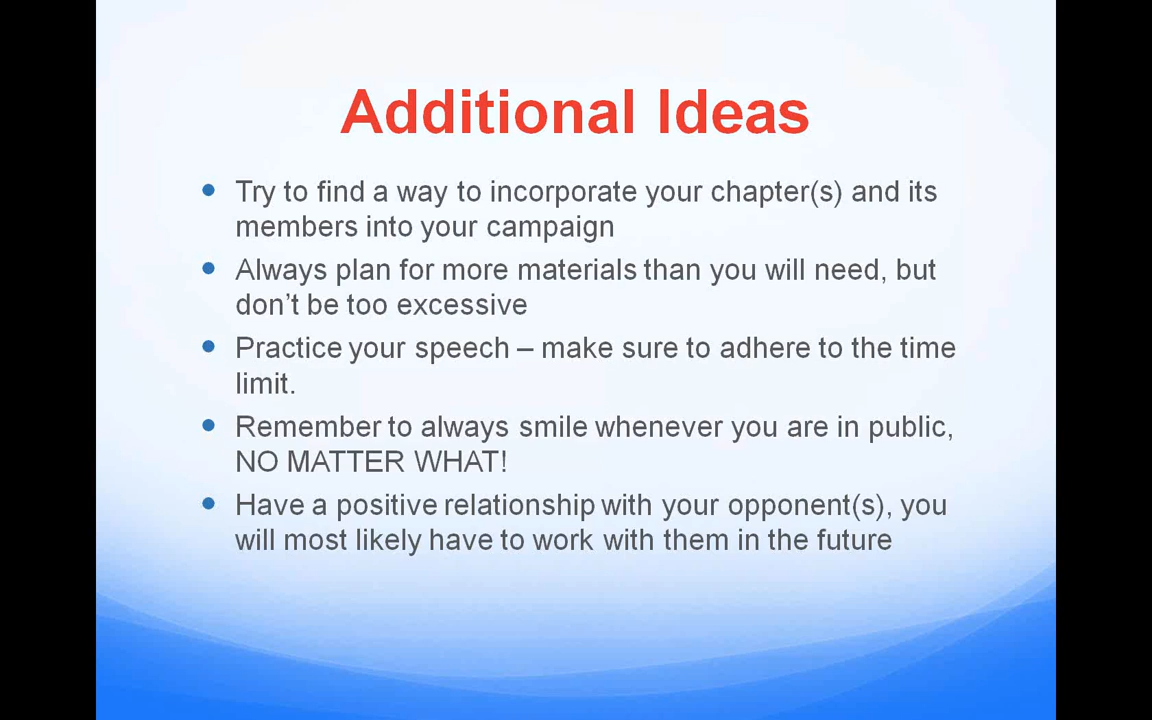 Additional Ideas
• Try to find a way to incorporate your chapter(s) and its
members into your campaign
• Always plan for more materials than you will need, but
don’t be too excessive
• Practice your speech – make sure to adhere to the time
limit.
• Remember to always smile whenever you are in public,
NO MATTER WHAT!
• Have a positive relationship with your opponent(s), you
will most likely have to work with them in the future